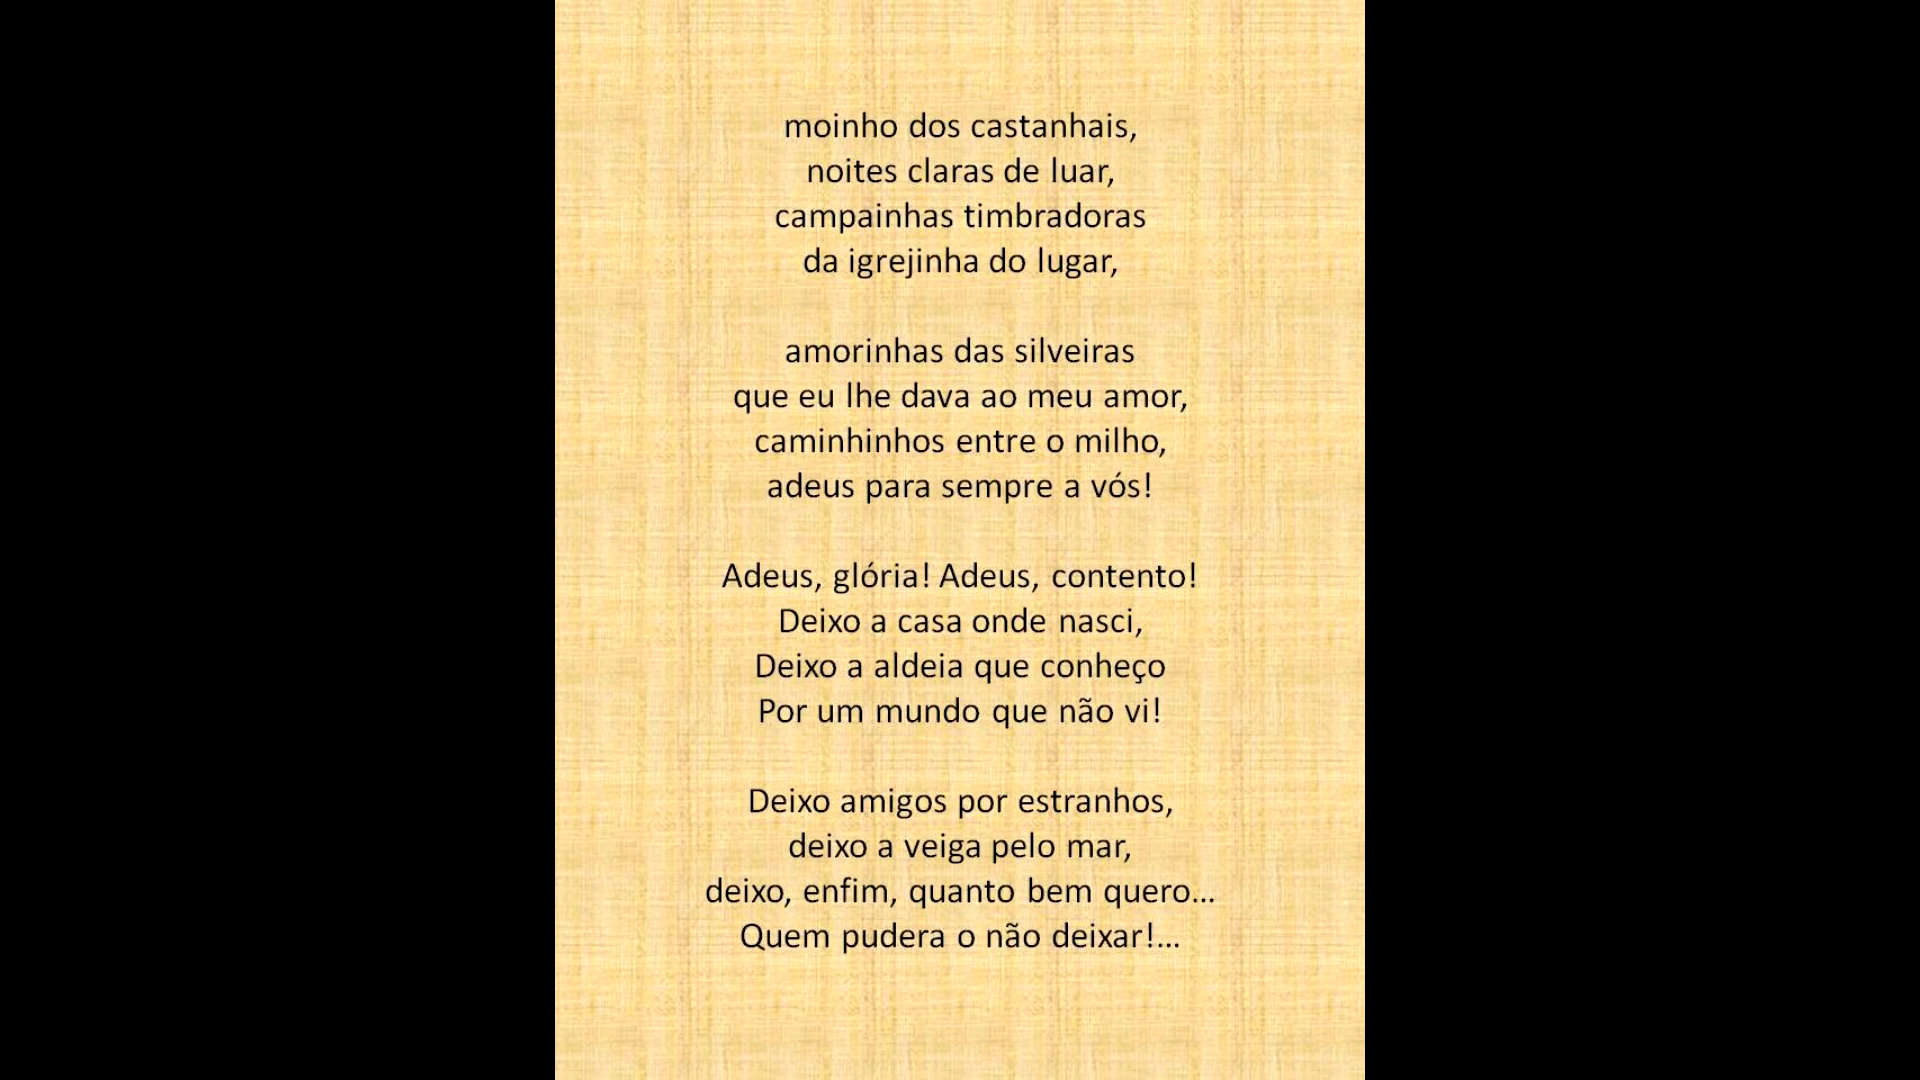 moinho dos castanhais,
noites claras de luar,
campainhas timbradoras
da igrejinha do lugar,
amorinhas das silveiras
que eu lhe dava ao meu amor,
caminhinhos entre o milho,
adeus para sempre a vós!
Adeus, glória! Adeus, contento!
Deixo a casa onde nasci,
Deixo a aldeia que conheço
Por um mundo que não vi!
Deixo amigos por estranhos,
deixo a veiga pelo mar,
deixo, enfim, quanto bem quero...
Quem pudera o não deixar!...